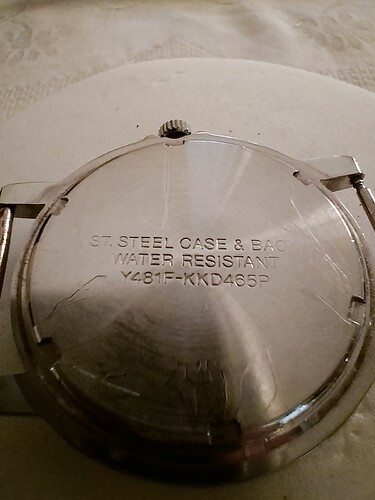 ST. STEEL CASE & BAC
WATER RESISTANT
Y481F-KKD465P